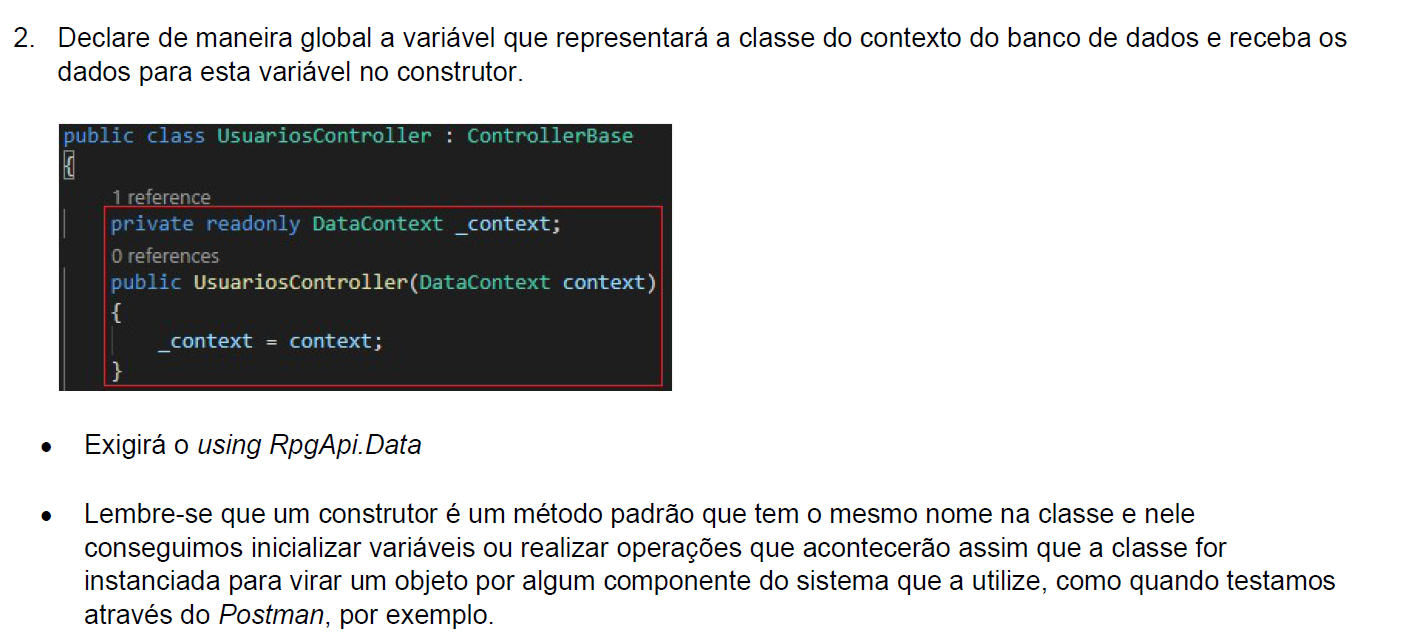 2. Declare de maneira global a variável que representará a classe do contexto do banco de dados e receba os
dados para esta variável no construtor.
public class UsuariosController : ControllerBase
{
1 reference
private readonly DataContext _context;
0 references
public UsuariosController(DataContext context)
{
_context = context;
}
• Exigirá o using RpgApi.Data
• Lembre-se que um construtor é um método padrão que tem o mesmo nome na classe e nele
conseguimos inicializar variáveis ou realizar operações que acontecerão assim que a classe for
instanciada para virar um objeto por algum componente do sistema que a utilize, como quando testamos
através do Postman, por exemplo.